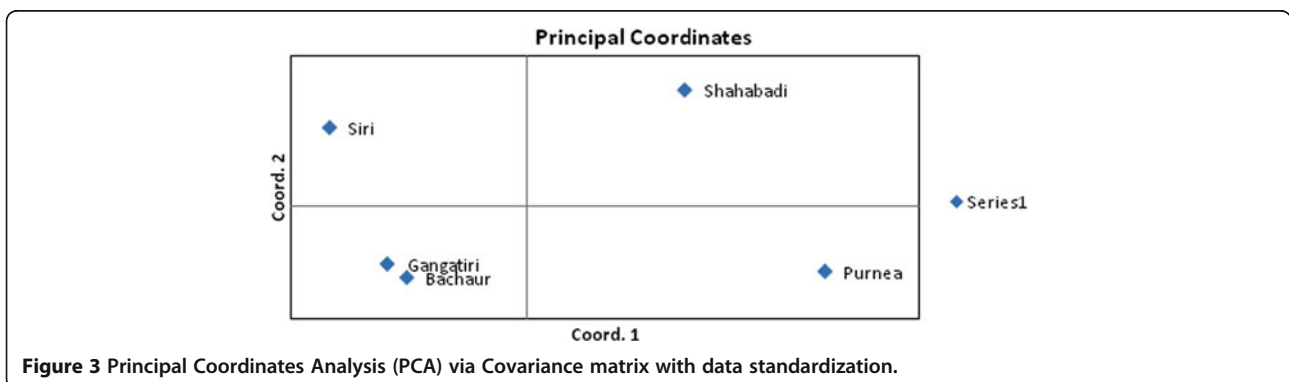 Principal Coordinates
Shahabadi
Siri
Coord. 2
Series1
Gangatiri
Bachaur
Purnea
Coord. 1
Figure 3 Principal Coordinates Analysis (PCA) via Covariance matrix with data standardization.